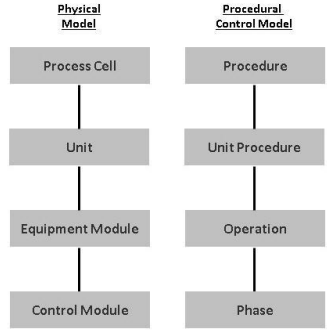 Physical
Model
Procedural
Control Model
Process Cell
Procedure
Unit
Unit Procedure
Equipment Module
Operation
Control Module
Phase